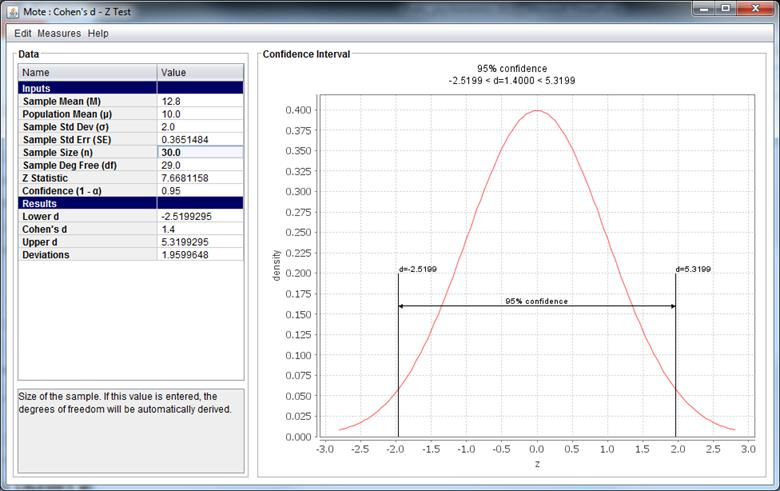 Mote : Cohen's d - Z Test
Edit Measures Help
Data
Name Value
Inputs
Sample Mean (M) 12.8
Population Mean (μ) 10.0
Sample Std Dev (σ) 2.0
Sample Std Err (SE) 0.3651484
Sample Size (n) 30.0
Sample Deg Free (df) 29.0
Z Statistic 7.6681158
Confidence (1 - α) 0.95
Results
Lower d -2.5199295
Cohen's d 1.4
Upper d 5.3199295
Deviations 1.9599648
Size of the sample. If this value is entered, the
degrees of freedom will be automatically derived.
Confidence Interval
95% confidence
-2.5199 < d=1.4000 < 5.3199
0.400
0.375
0.350
0.325
0.300
0.275
0.250
0.225
0.200
0.175
0.150
0.125
0.100
0.075
0.050
0.025
0.000
density
d=-2.5199
d=5.3199
95% confidence
-3.0 -2.5 -2.0 -1.5 -1.0 -0.5 0.0 0.5 1.0 1.5 2.0 2.5 3.0
z